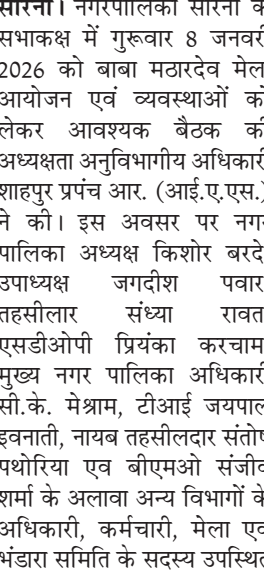 सारनी। नगरपालिका सारनी के
सभाकक्ष में गुरूवार 8 जनवरी
2026 को बाबा मठारदेव मेला
आयोजन एवं व्यवस्थाओं को
लेकर आवश्यक बैठक की
अध्यक्षता अनुविभागीय अधिकारी
शाहपुर प्रपंच आर. (आई.ए.एस.)
ने की। इस अवसर पर नगर
पालिका अध्यक्ष किशोर बरदे,
उपाध्यक्ष जगदीश पवार,
तहसीलार संध्या रावत,
एसडीओपी प्रियंका करचाम,
मुख्य नगर पालिका अधिकारी
सी.के. मेश्राम, टीआई जयपाल
इवनाती, नायब तहसीलदार संतोष
पथोरिया एव बीएमओ संजीव
शर्मा के अलावा अन्य विभागों के
अधिकारी, कर्मचारी, मेला एवं
भंडारा समिति के सदस्य उपस्थित